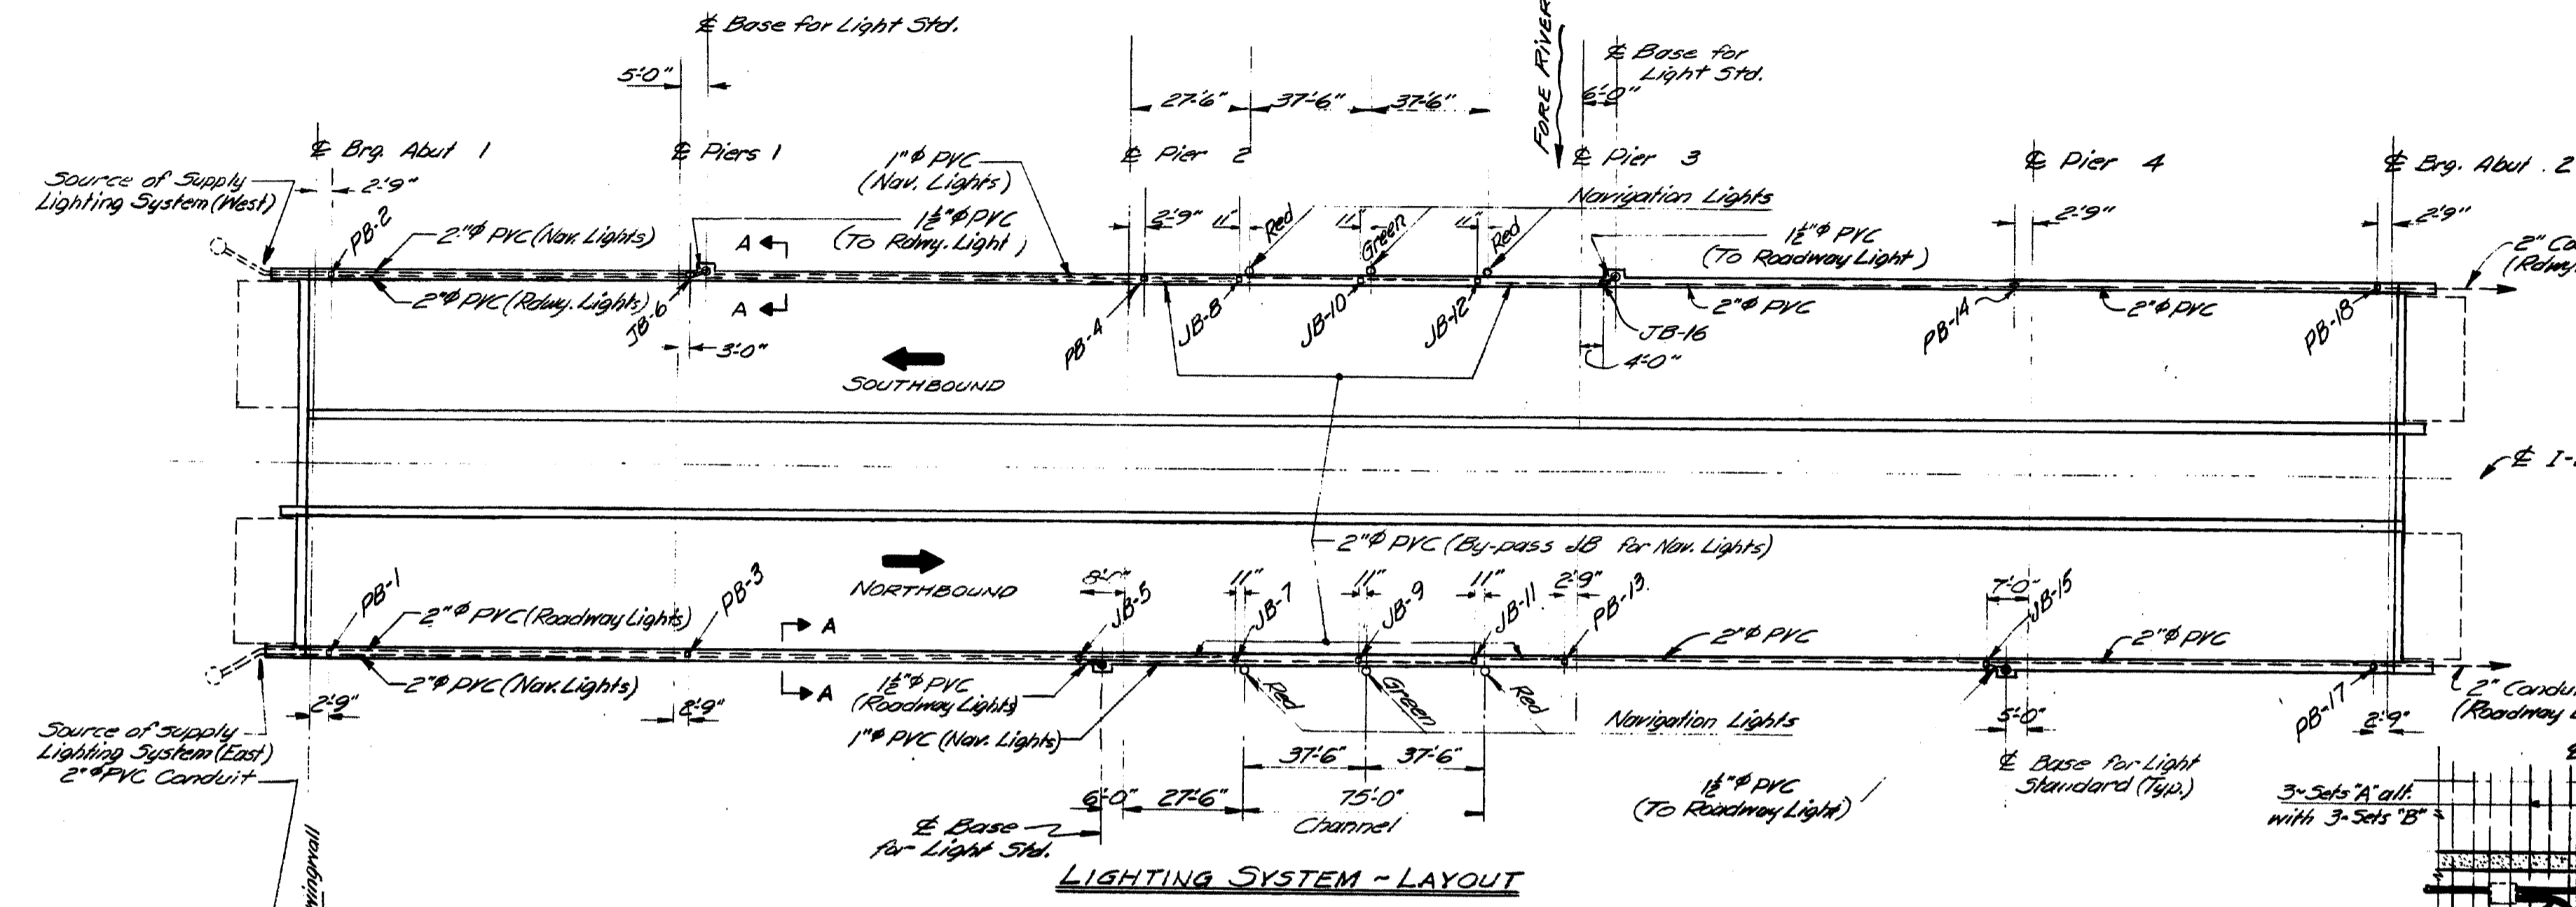 ℄ Base for Light Std.
FORE RIVER
℄ Base for
Light Std.
5'-0"
27'-6"
37'-6"
37'-6"
6'-0"
℄ Brg. Abut 1
℄ Piers 1
1"Φ PVC
(Nav. Lights)
℄ Pier 2
℄ Pier 3
℄ Pier 4
℄ Brg. Abut. 2
Source of Supply
Lighting System (West)
2'-9"
PB-2
2"Φ PVC (Nav. Lights)
2"Φ PVC (Rdwy. Lights)
JB-6
3'-0"
A
A
1½"Φ PVC
(To Rdwy. Light)
2'-9"
11"
Red
11"
Green
11"
Red
Navigation Lights
1½"Φ PVC
(To Roadway Light)
2'-9"
2'-9"
PB-4
JB-8
JB-10
JB-12
JB-16
4'-0"
2"Φ PVC
PB-14
2"Φ PVC
PB-18
(Rdwy.
SOUTHBOUND
℄ I-
2"Φ PVC (By-pass JB for Nav. Lights)
NORTHBOUND
PB-1
2"Φ PVC (Roadway Lights)
PB-3
A
A
8'-0"
JB-5
11"
JB-7
11"
JB-9
11"
JB-11
2'-9"
PB-13
2"Φ PVC
7'-0"
JB-15
2"Φ PVC
2'-9"
2"Φ PVC (Nav. Lights)
2'-9"
1½"Φ PVC
(Roadway Lights)
1"Φ PVC (Nav. Lights)
Red
Green
Red
Navigation Lights
5'-0"
PB-17
2'-9"
2" Condui
(Roadway L
Source of Supply
Lighting System (East)
2"Φ PVC Conduit
37'-6"
37'-6"
6'-0"
27'-6"
75'-0"
Channel
℄ Base
for Light Std.
1½"Φ PVC
(To Roadway Light)
℄ Base for Light
Standard (Typ.)
3~Sets "A" alt.
with 3-Sets "B"
Wingwall
LIGHTING SYSTEM ~ LAYOUT